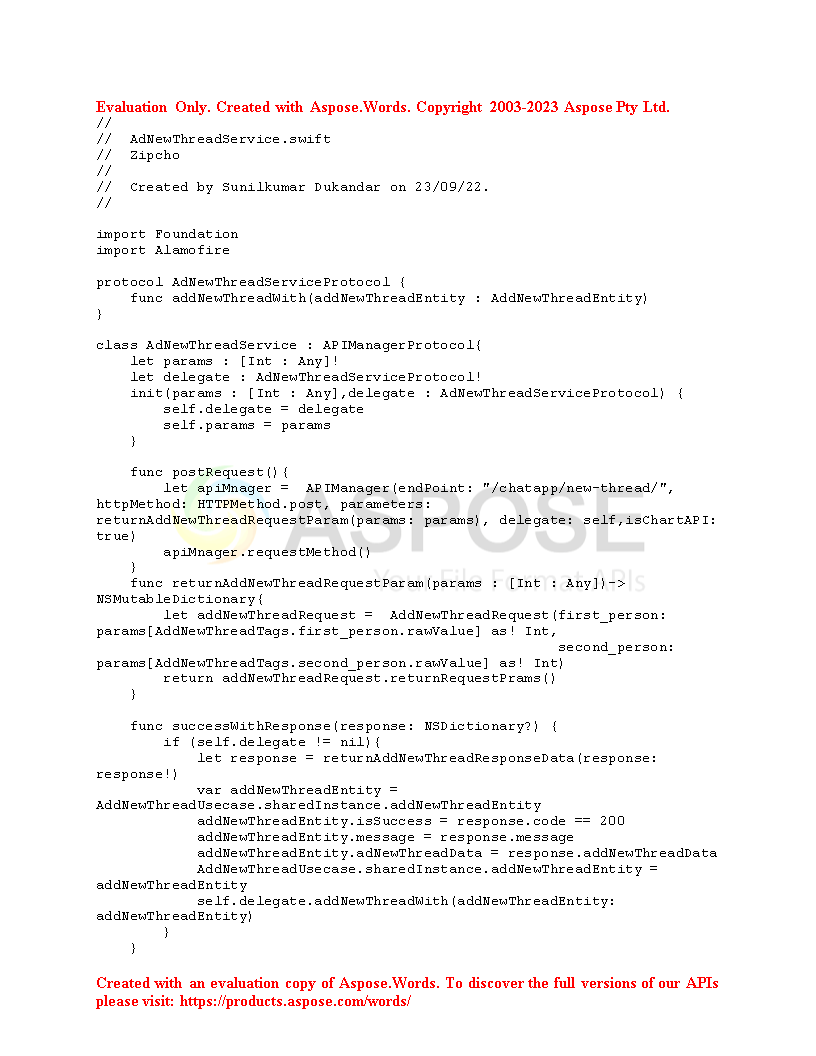 Evaluation Only. Created with Aspose.Words. Copyright 2003-2023 Aspose Pty Ltd.
//
//  AdNewThreadService.swift
//  Zipcho
//
//  Created by Sunilkumar Dukandar on 23/09/22.
//

import Foundation
import Alamofire

protocol AdNewThreadServiceProtocol {
    func addNewThreadWith(addNewThreadEntity : AddNewThreadEntity)
}

class AdNewThreadService : APIManagerProtocol{
    let params : [Int : Any]!
    let delegate : AdNewThreadServiceProtocol!
    init(params : [Int : Any],delegate : AdNewThreadServiceProtocol) {
        self.delegate = delegate
        self.params = params
    }

    func postRequest(){
        let apiMnager =  APIManager(endPoint: "/chatapp/new-thread/",
httpMethod: HTTPMethod.post, parameters:
returnAddNewThreadRequestParam(params: params), delegate: self,isChartAPI:
true)
        apiMnager.requestMethod()
    }
    func returnAddNewThreadRequestParam(params : [Int : Any])->
NSMutableDictionary{
        let addNewThreadRequest =  AddNewThreadRequest(first_person:
params[AddNewThreadTags.first_person.rawValue] as! Int,
                                                       second_person:
params[AddNewThreadTags.second_person.rawValue] as! Int)
        return addNewThreadRequest.returnRequestPrams()
    }

    func successWithResponse(response: NSDictionary?) {
        if (self.delegate != nil){
            let response = returnAddNewThreadResponseData(response:
response!)
            var addNewThreadEntity =
AddNewThreadUsecase.sharedInstance.addNewThreadEntity
            addNewThreadEntity.isSuccess = response.code == 200
            addNewThreadEntity.message = response.message
            addNewThreadEntity.adNewThreadData = response.addNewThreadData
            AddNewThreadUsecase.sharedInstance.addNewThreadEntity =
addNewThreadEntity
            self.delegate.addNewThreadWith(addNewThreadEntity:
addNewThreadEntity)
        }
    }
ASPOSE
Your File Format APIs
Created with an evaluation copy of Aspose.Words. To discover the full versions of our APIs
please visit: https://products.aspose.com/words/